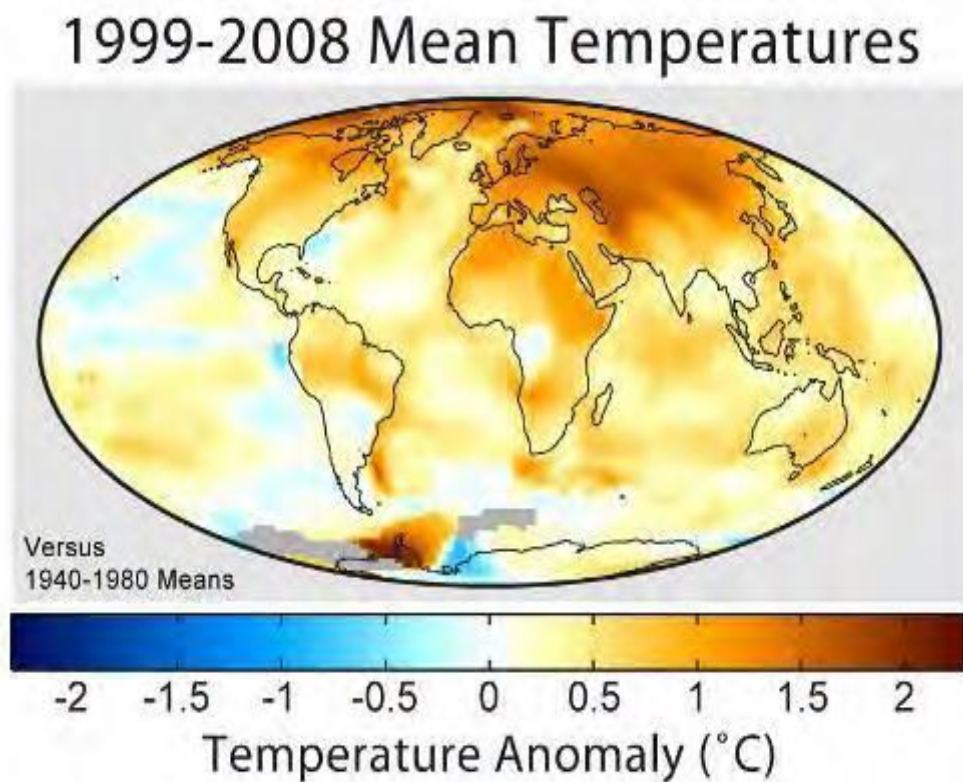 1999-2008 Mean Temperatures
Versus
1940-1980 Means
-2 -1.5 -1 -0.5 0 0.5 1 1.5 2
Temperature Anomaly (˚C)